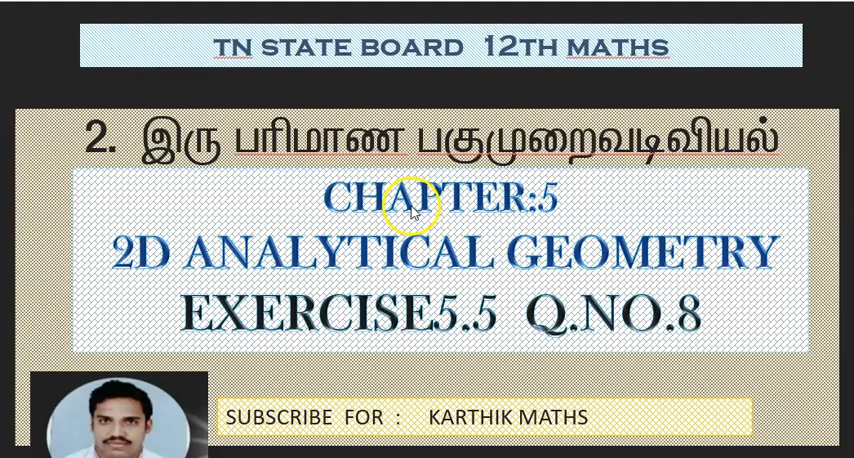 TN STATE BOARD 12TH MATHS
2. இரு பரிமாண பகுமுறைவடிவியல்
CHAPTER:5
2D ANALYTICAL GEOMETRY
EXERCISE5.5 Q.NO.8
SUBSCRIBE FOR : KARTHIK MATHS